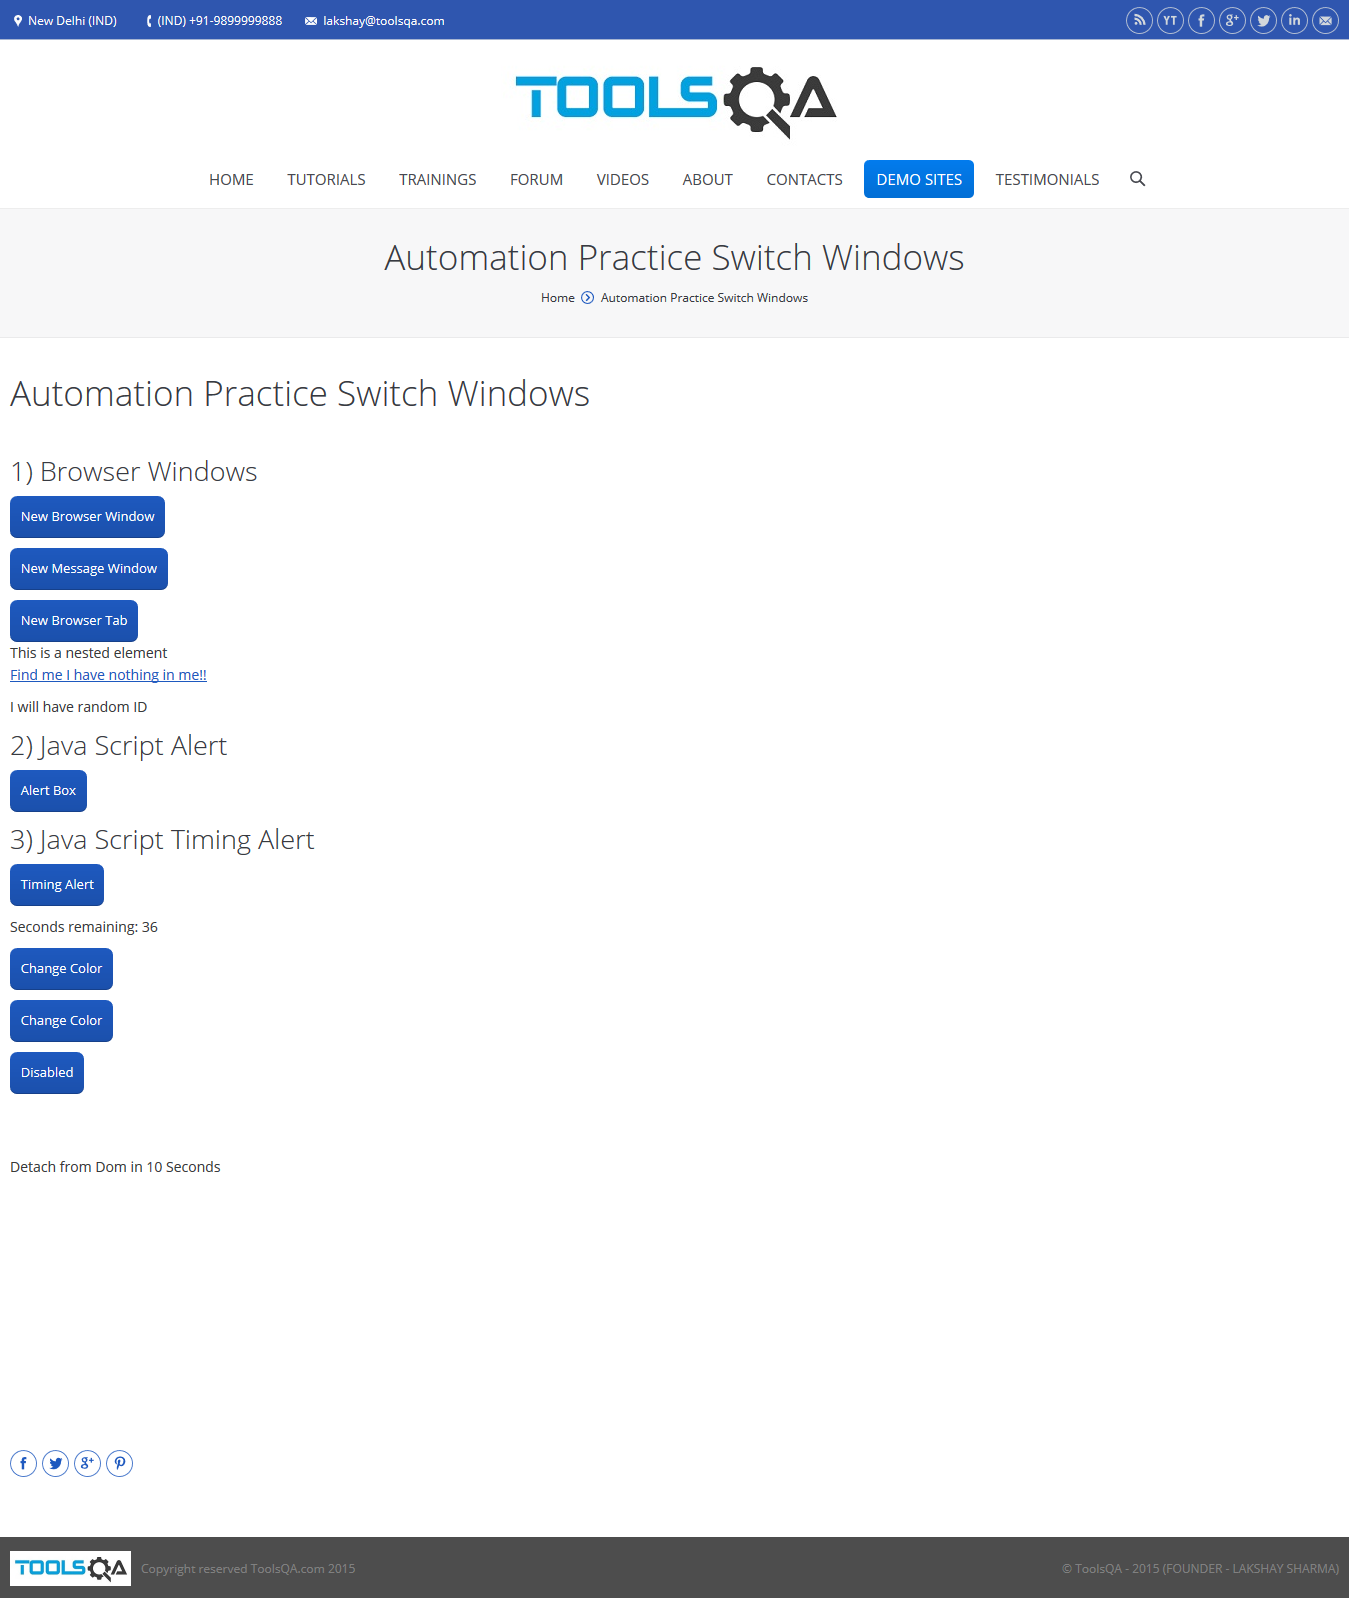 New Delhi (IND) (IND) +91-9899999888 lakshay@toolsqa.com YT f g+ in
TOOLSQA
HOME TUTORIALS TRAININGS FORUM VIDEOS ABOUT CONTACTS DEMO SITES TESTIMONIALS
Automation Practice Switch Windows
Home Automation Practice Switch Windows
Automation Practice Switch Windows
1) Browser Windows
New Browser Window
New Message Window
New Browser Tab
This is a nested element
Find me I have nothing in me!!
I will have random ID
2) Java Script Alert
Alert Box
3) Java Script Timing Alert
Timing Alert
Seconds remaining: 36
Change Color
Change Color
Disabled
Detach from Dom in 10 Seconds
f g+
TOOLSQA Copyright reserved ToolsQA.com 2015 © ToolsQA - 2015 (FOUNDER - LAKSHAY SHARMA)